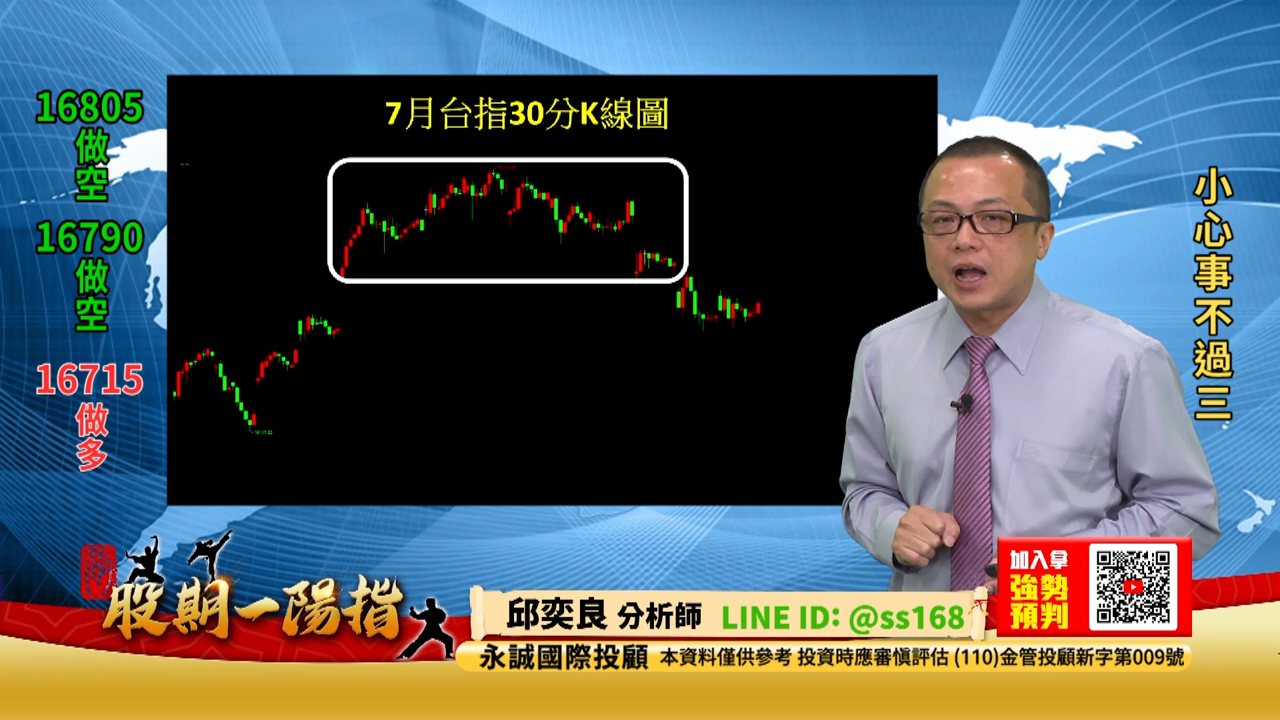 7月台指30分K線圖
16805
做空
16790
做空
16715
做多
小心事不過三
股期一陽指
邱奕良 分析師 LINE ID: @ss168
永誠國際投顧 本資料僅供參考 投資時應審慎評估 (110)金管投顧新字第009號
加入拿
強勢
預判